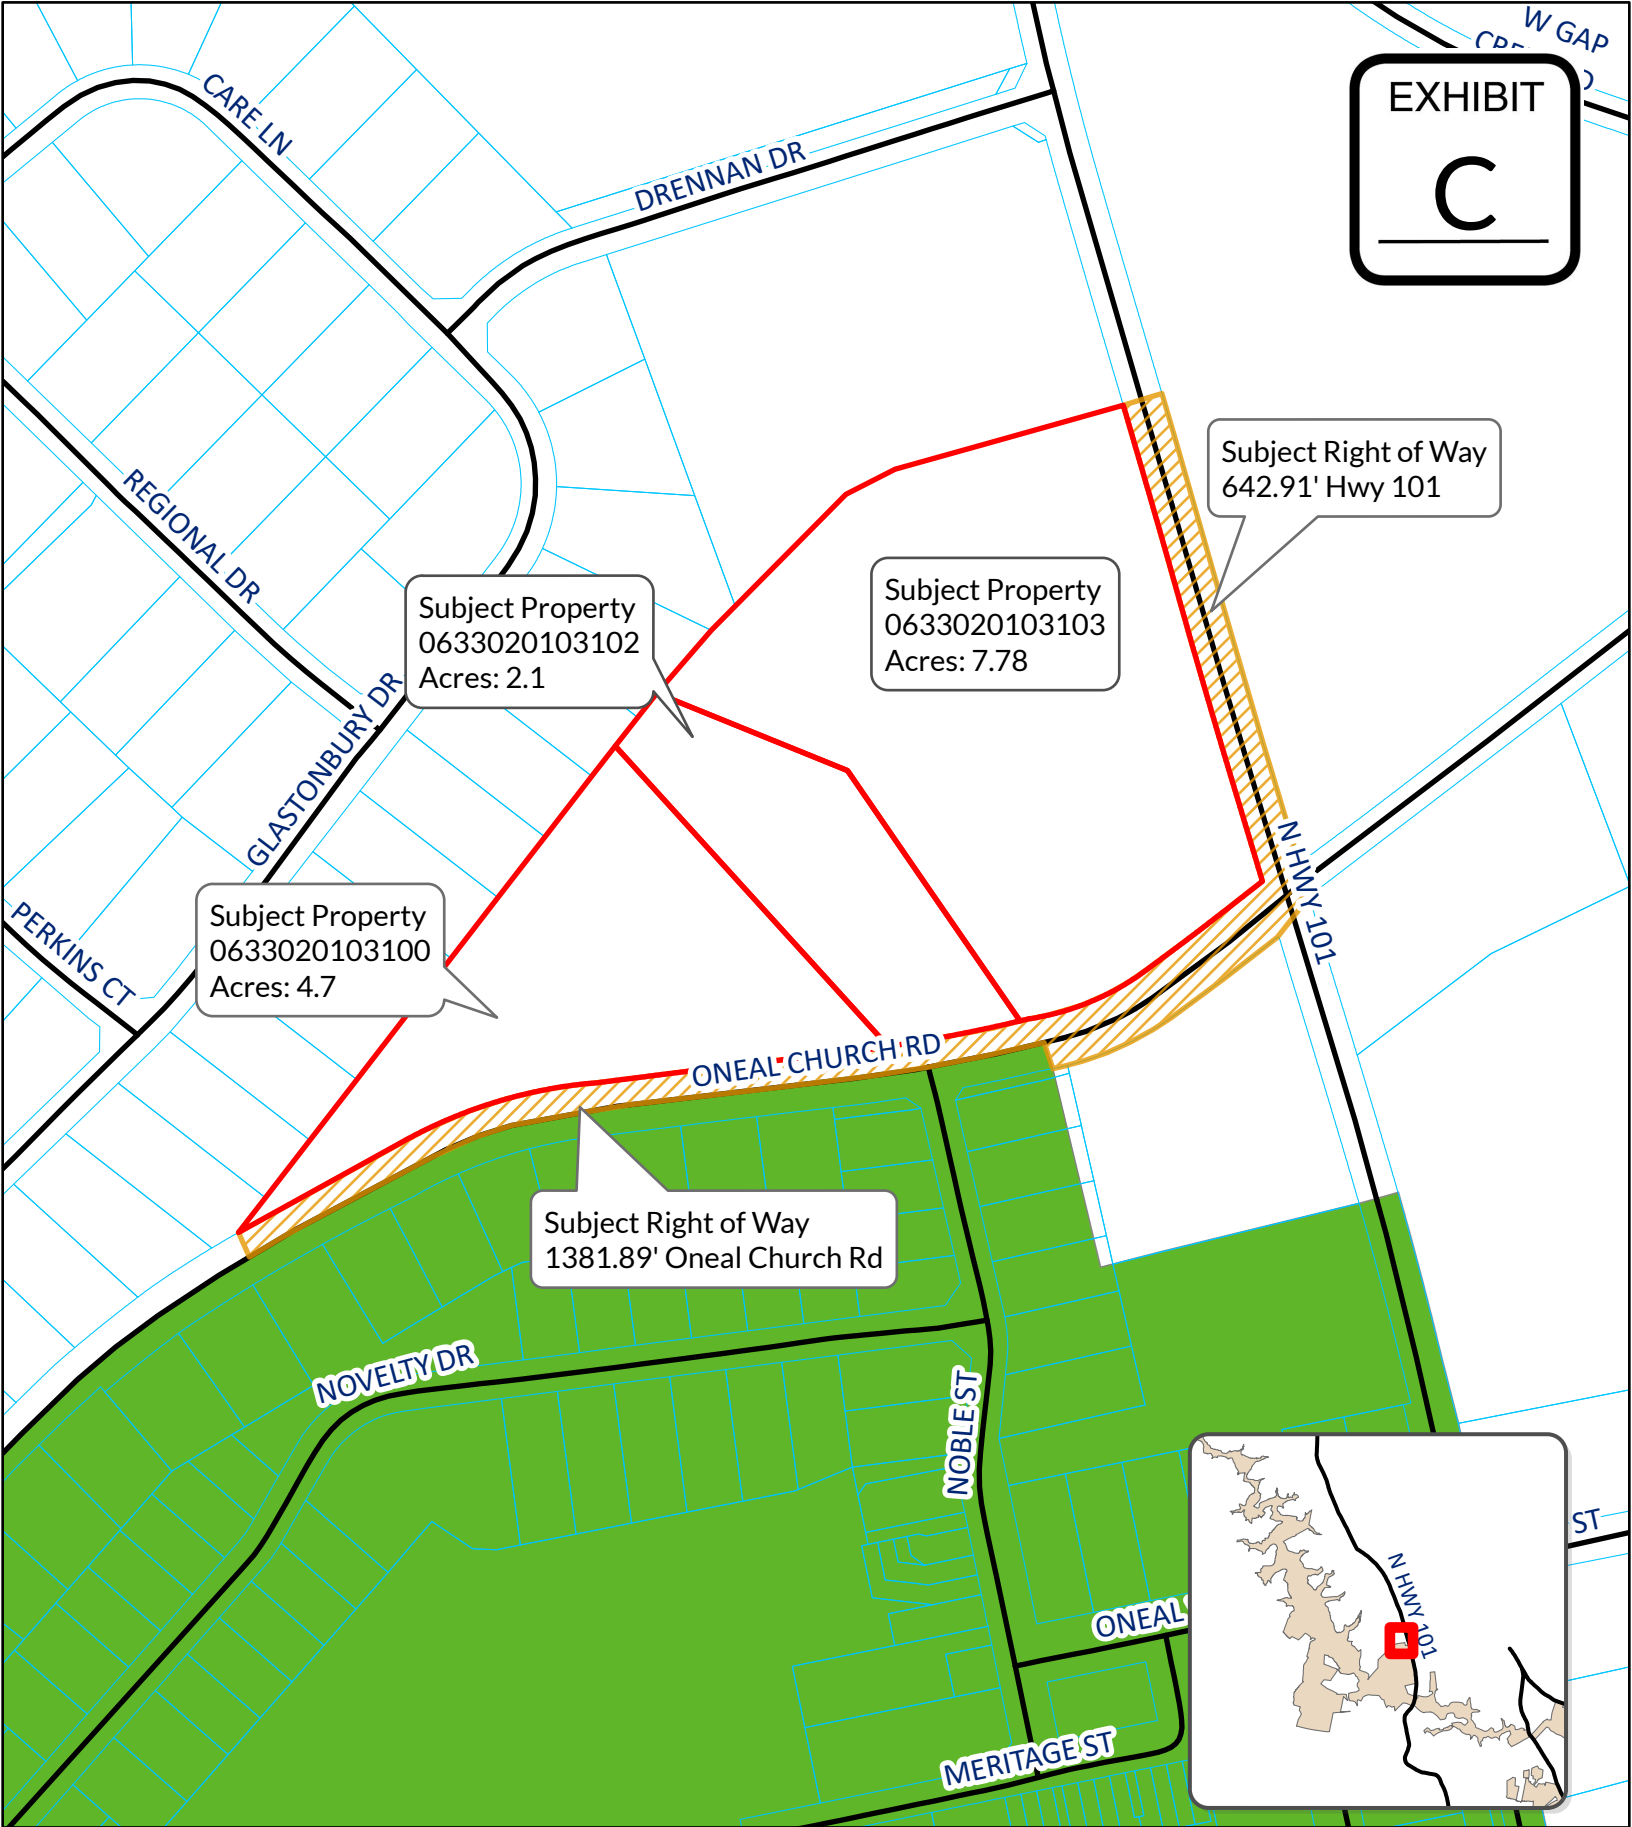 W GAP
EXHIBIT
C
CARE LN
DRENNAN DR
Subject Right of Way
642.91' Hwy 101
REGIONAL DR
Subject Property
0633020103102
Acres: 2.1
Subject Property
0633020103103
Acres: 7.78
GLASTONBURY DR
N HWY 101
Subject Property
0633020103100
Acres: 4.7
PERKINS CT
ONEAL CHURCH RD
Subject Right of Way
1381.89' Oneal Church Rd
NOVELTY DR
NOBLE ST
ST
N HWY 101
ONEAL
MERITAGE ST